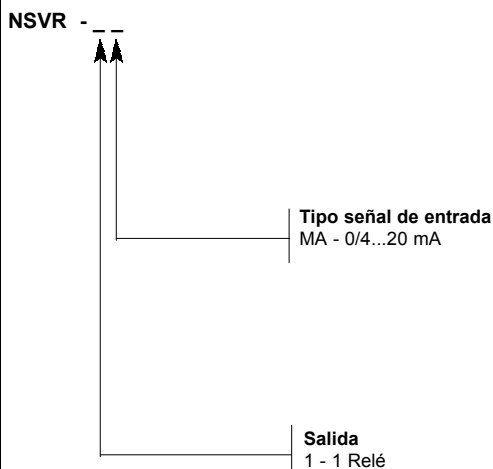 NSVR - _ _
Tipo señal de entrada
MA - 0/4...20 mA
Salida
1 - 1 Relé